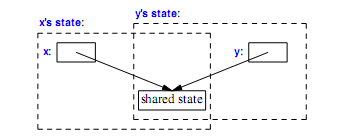 y's state:
x's state:
x:
y:
shared state